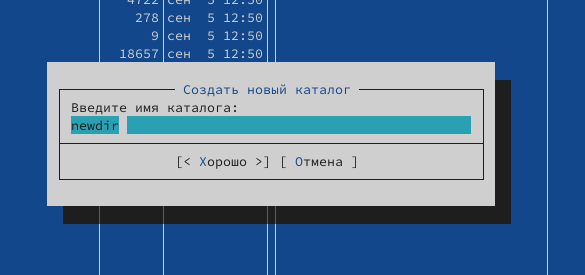 4722 сен 5 12:50
278 сен 5 12:50
9 сен 5 12:50
18657 сен 5 12:50
Создать новый каталог
Введите имя каталога:
newdir
[< Хорошо >] [ Отмена ]